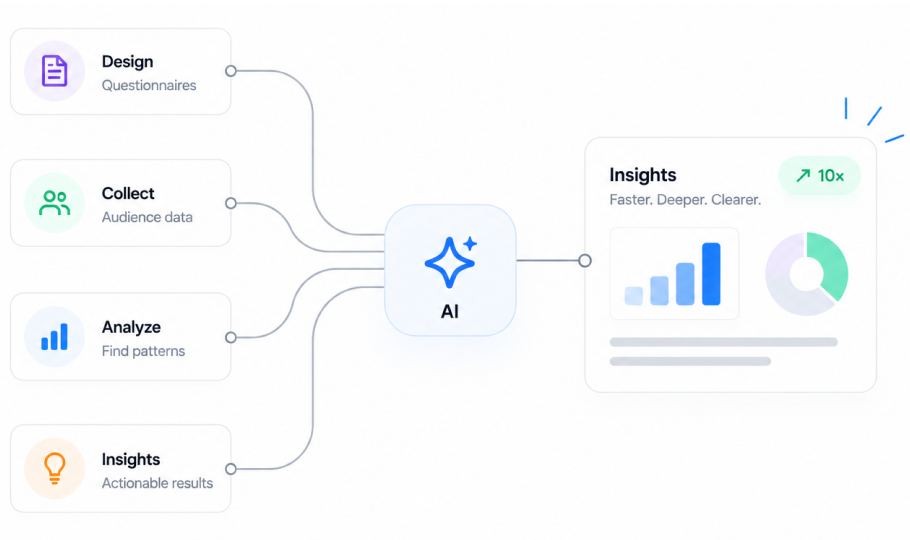 Design
Questionnaires
Collect
Audience data
Analyze
Find patterns
Insights
Actionable results
AI
Insights
10x
Faster. Deeper. Clearer.